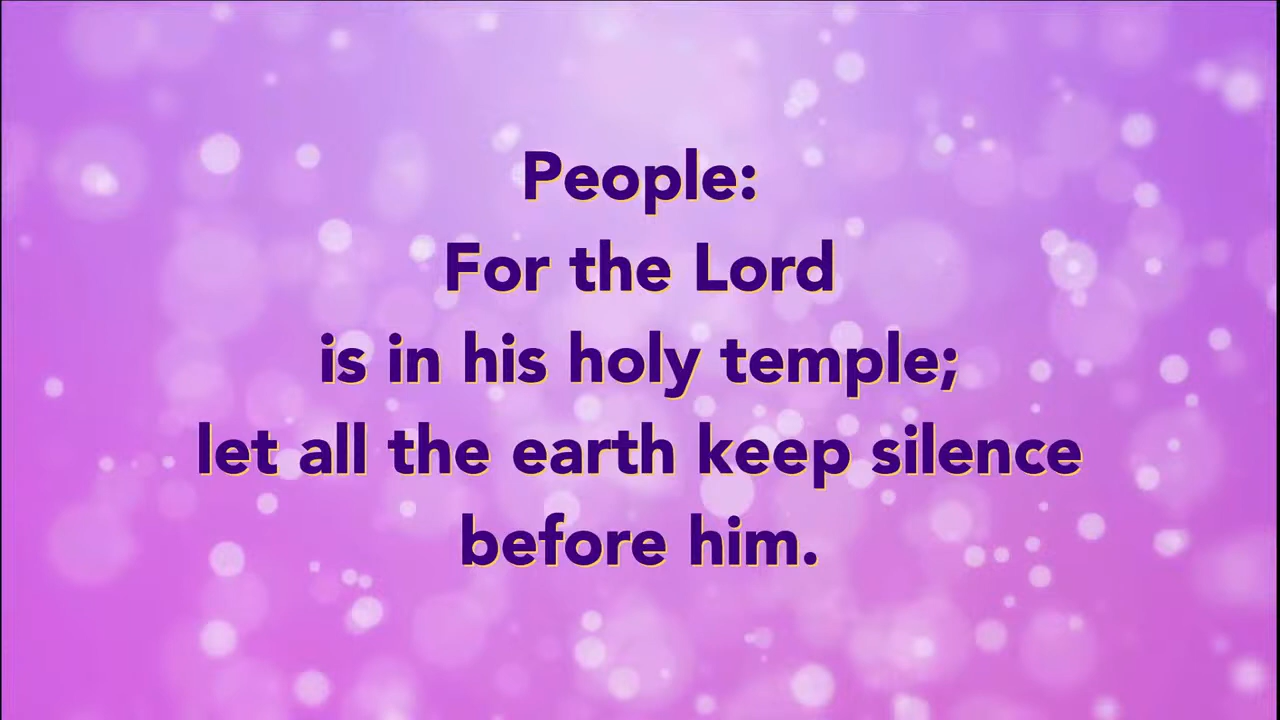 People:
For the Lord
is in his holy temple;
let all the earth keep silence
before him.